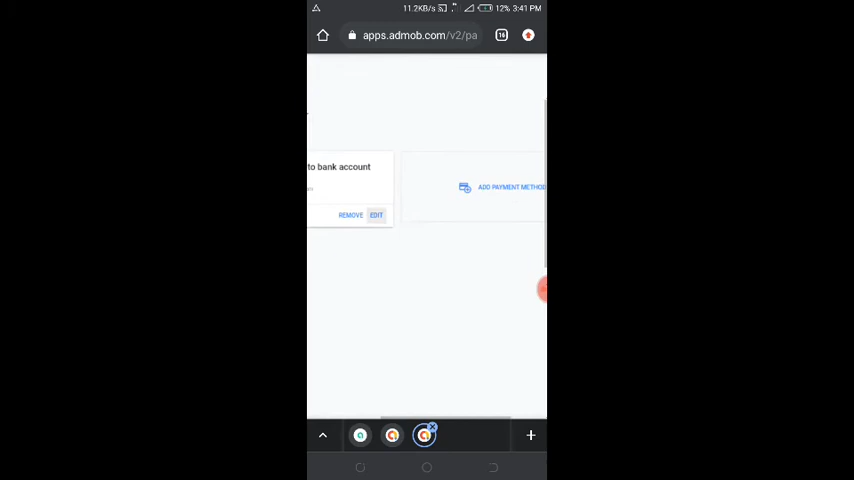 11.2KB/s 12% 3:41 PM
apps.admob.com/v2/pa
16
to bank account
ADD PAYMENT METHOD
REMOVE EDIT